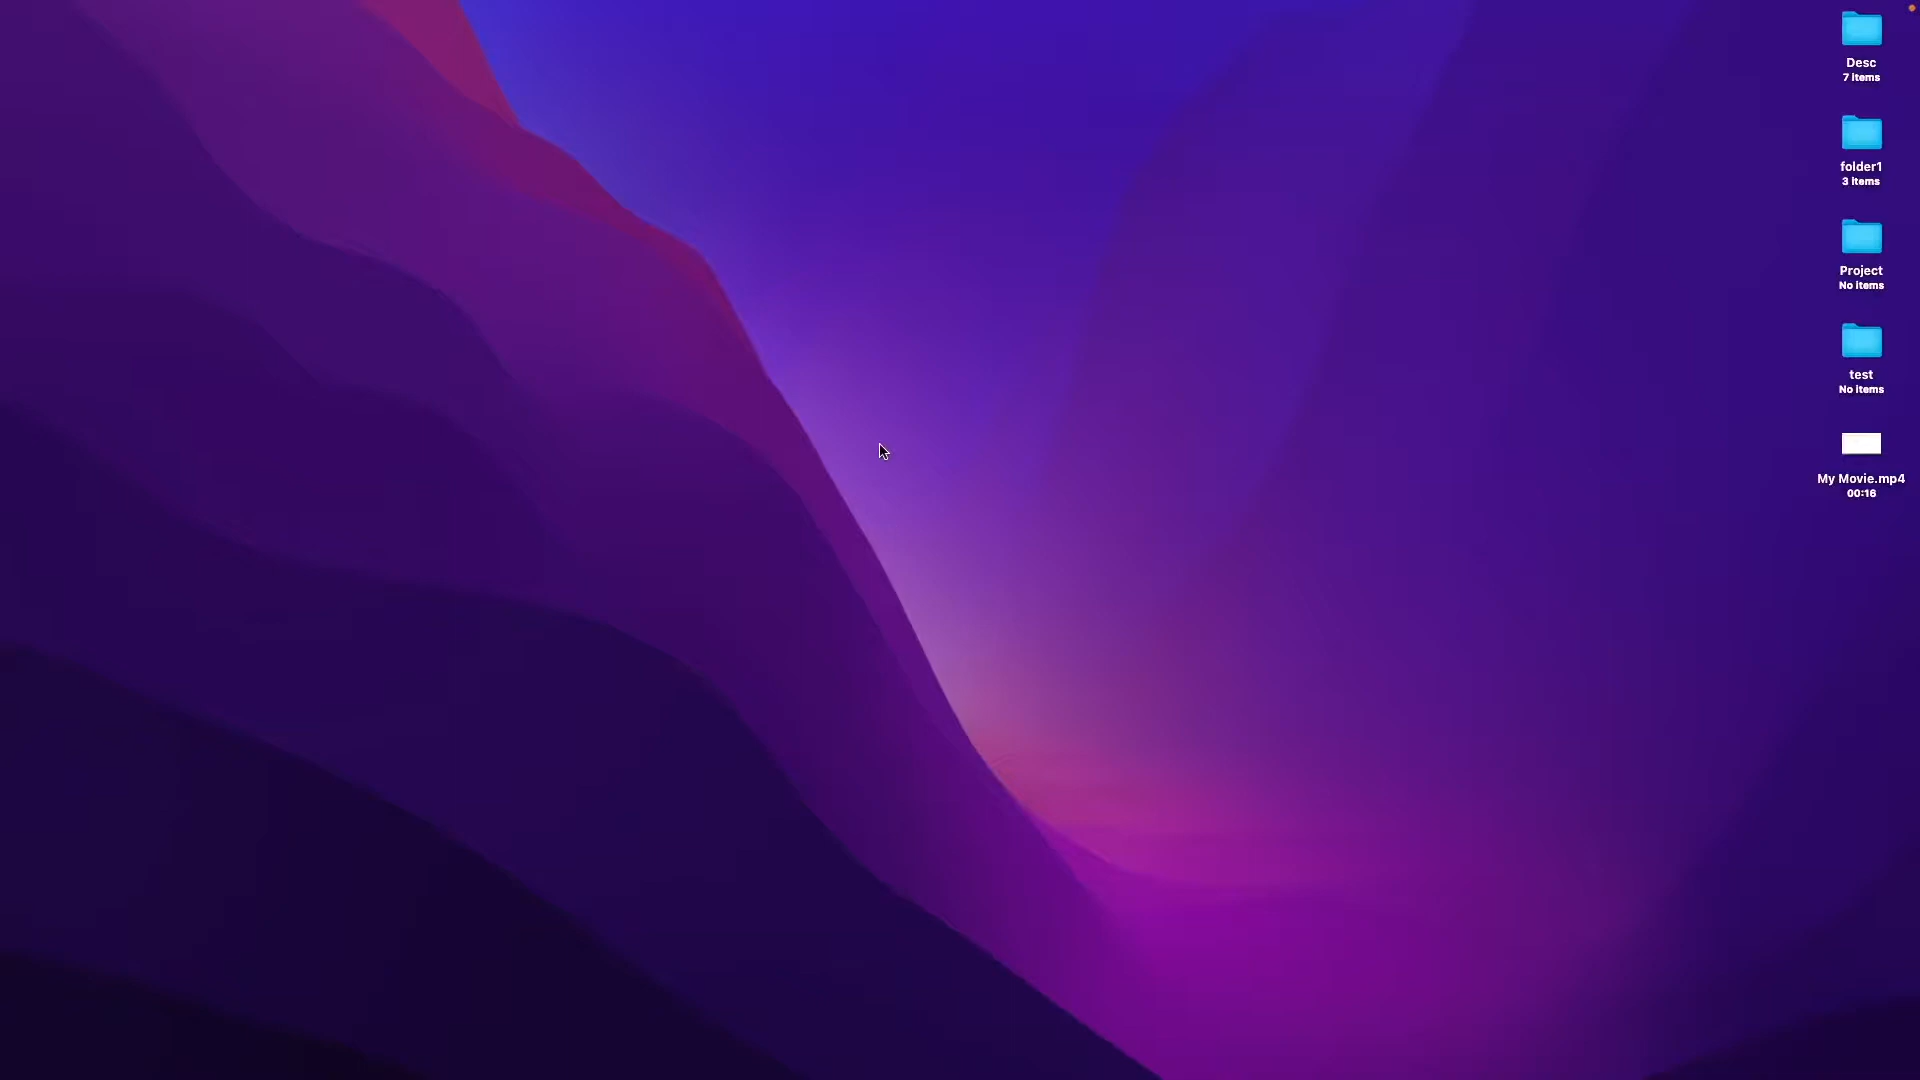 Desc
7 items
folder1
3 items
Project
No items
test
No items
My Movie.mp4
00:16